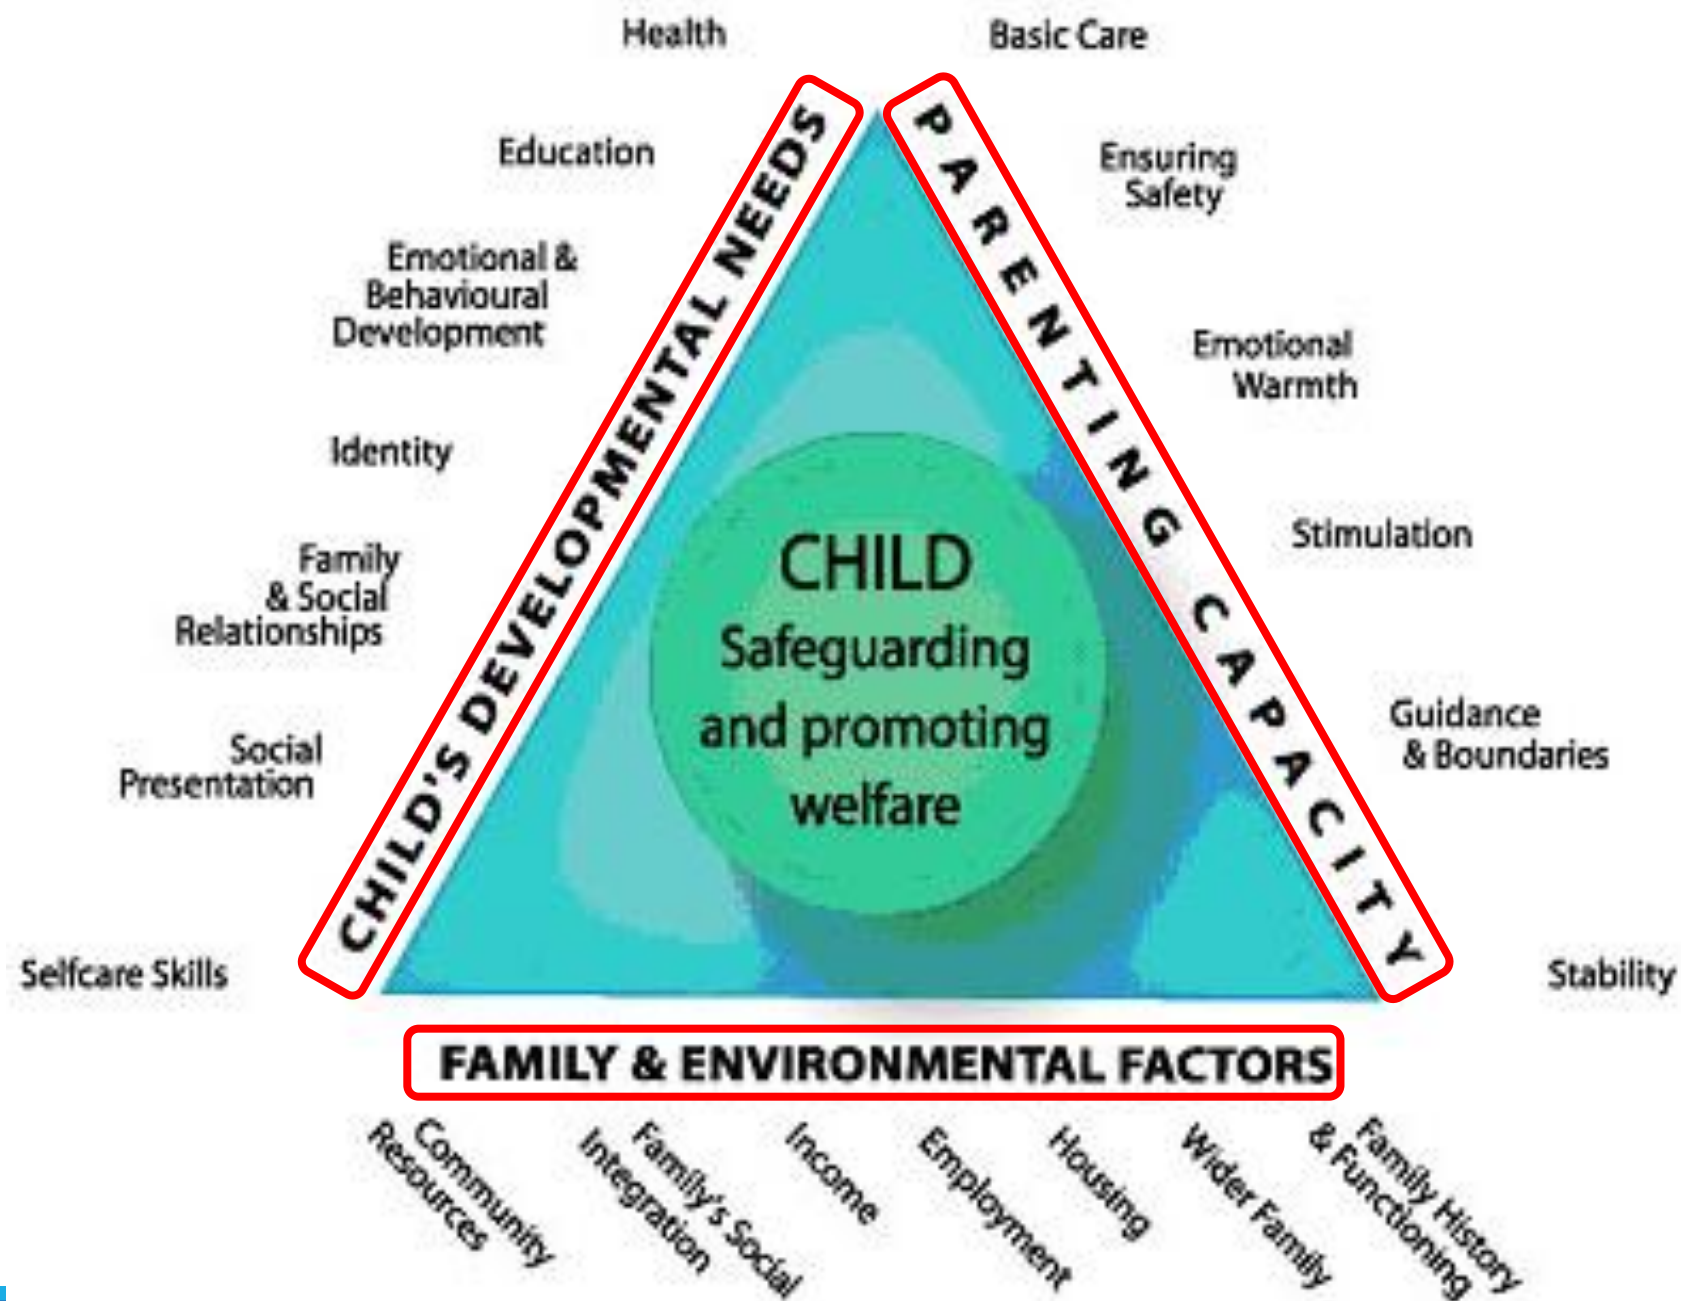 Health
Education
Emotional &
Behavioural
Development
Identity
Family
& Social
Relationships
Social
Presentation
Selfcare Skills
CHILD'S DEVELOPMENTAL NEEDS
CHILD
Safeguarding
and promoting
welfare
PARENTING CAPACITY
Basic Care
Ensuring
Safety
Emotional
Warmth
Stimulation
Guidance
& Boundaries
Stability
FAMILY & ENVIRONMENTAL FACTORS
Community
Resources
Family's Social
Integration
Income
Employment
Housing
Wider Family
Family History
& Functioning